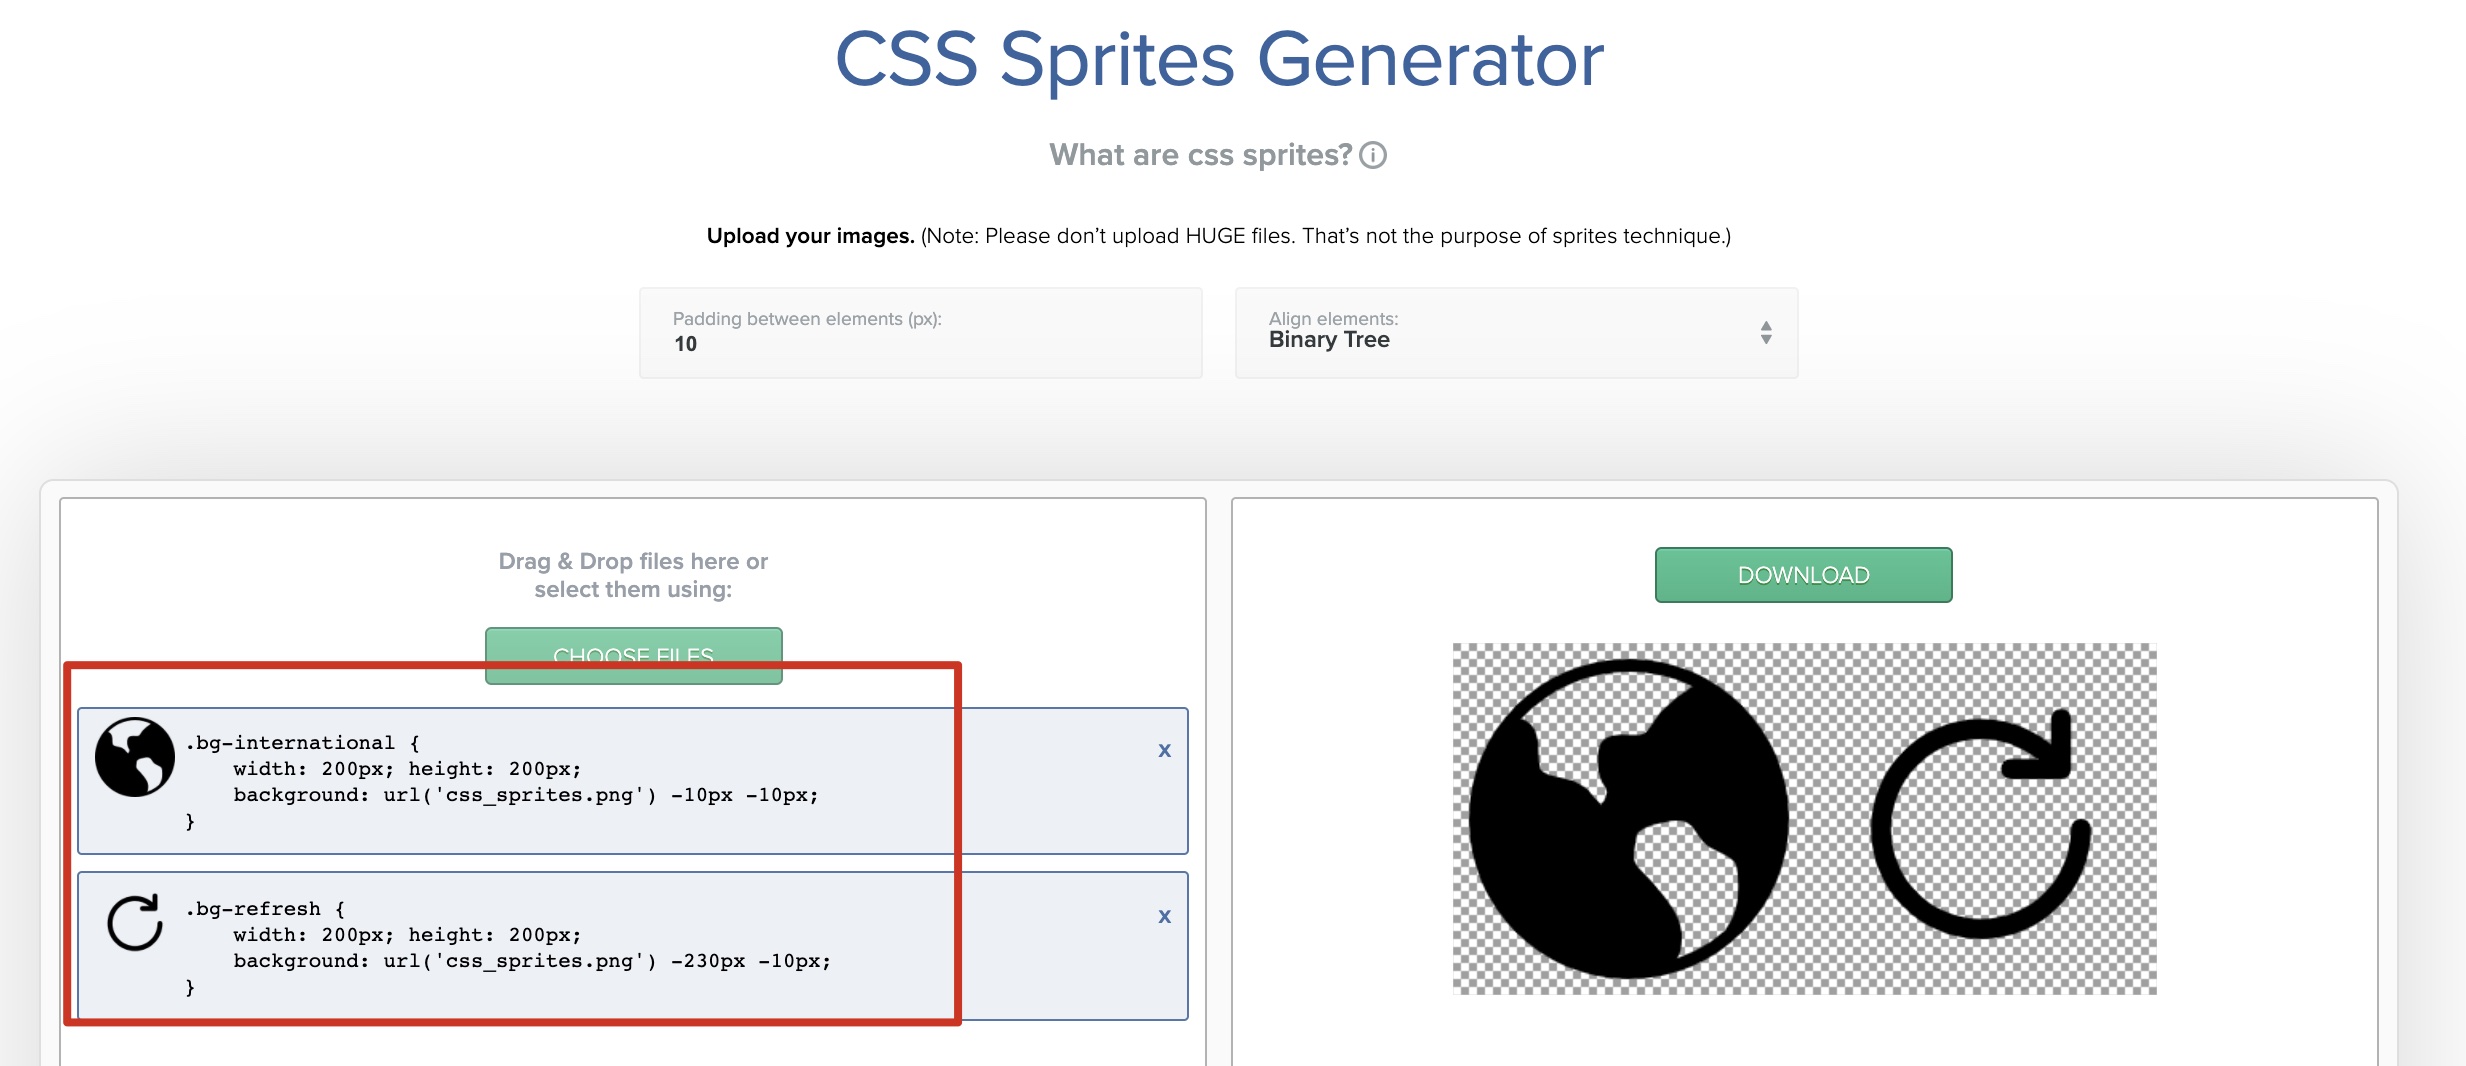 CSS Sprites Generator
What are css sprites?
Upload your images. (Note: Please don't upload HUGE files. That's not the purpose of sprites technique.)
Padding between elements (px):
10
Align elements:
Binary Tree
Drag & Drop files here or
select them using:
CHOOSE FILES
.bg-international {
    width: 200px; height: 200px;
    background: url('css_sprites.png') -10px -10px;
}
x
.bg-refresh {
    width: 200px; height: 200px;
    background: url('css_sprites.png') -230px -10px;
}
x
DOWNLOAD